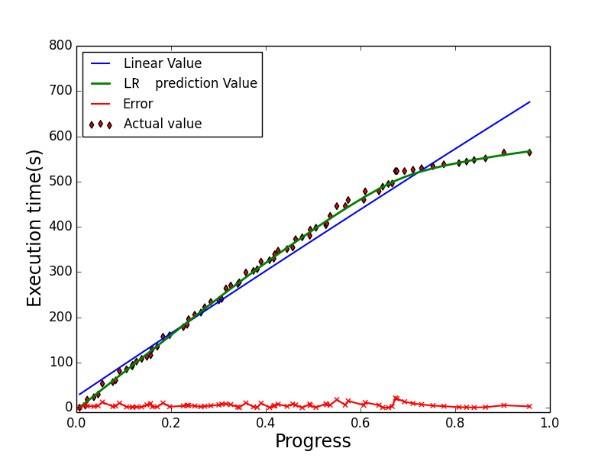 800
700
600
500
400
300
200
100
0
Execution time(s)
Linear Value
LR prediction Value
Error
Actual value
0.0 0.2 0.4 0.6 0.8 1.0
Progress